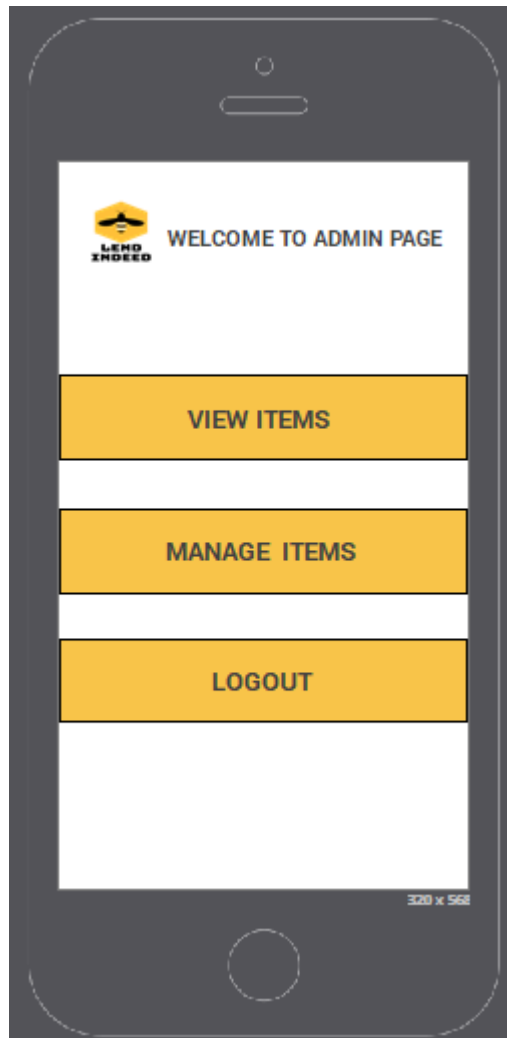 LEND
INDEED
WELCOME TO ADMIN PAGE
VIEW ITEMS
MANAGE ITEMS
LOGOUT
320 x 568